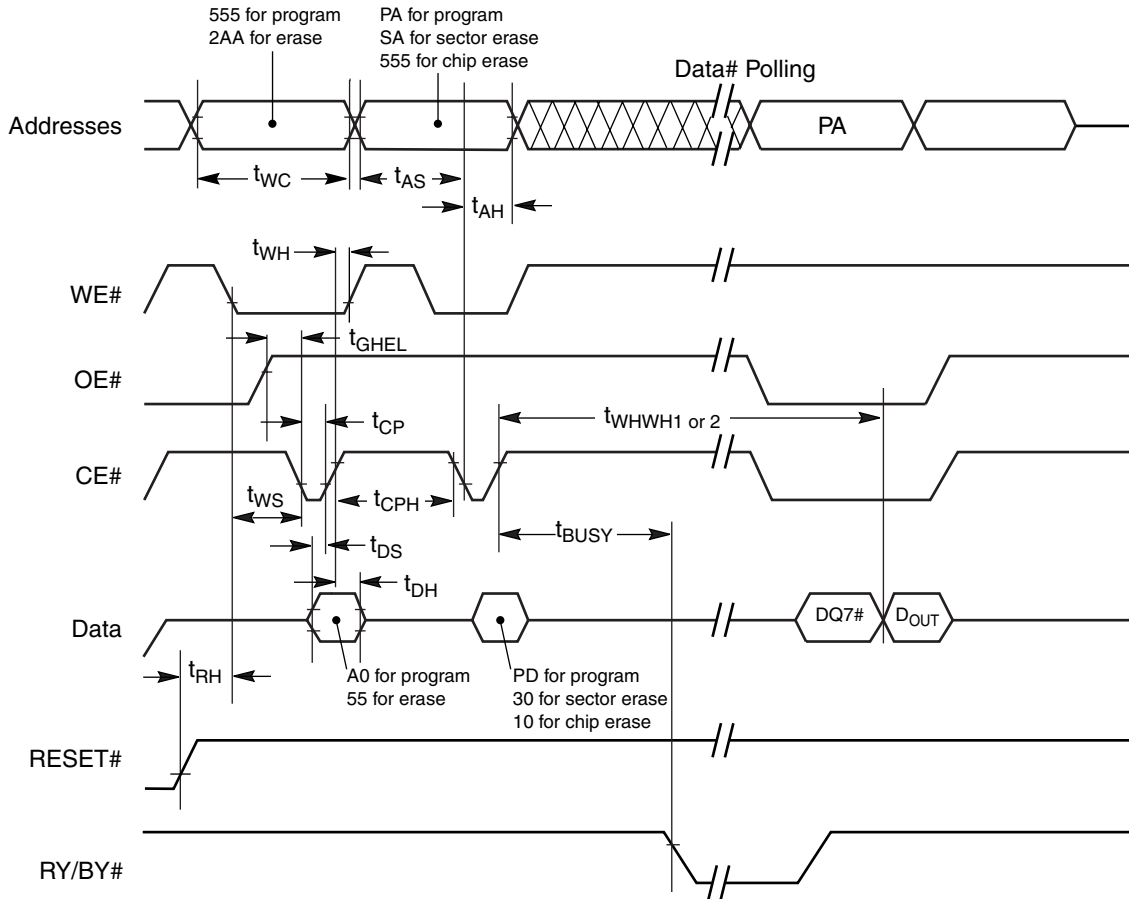 555 for program
2AA for erase
PA for program
SA for sector erase
555 for chip erase
Data# Polling
Addresses
PA
tWC
tAS
tAH
tWH
WE#
tGHEL
OE#
tCP
tWHWH1 or 2
CE#
tWS
tCPH
tBUSY
tDS
tDH
Data
DQ7#
DOUT
tRH
A0 for program
55 for erase
PD for program
30 for sector erase
10 for chip erase
RESET#
RY/BY#